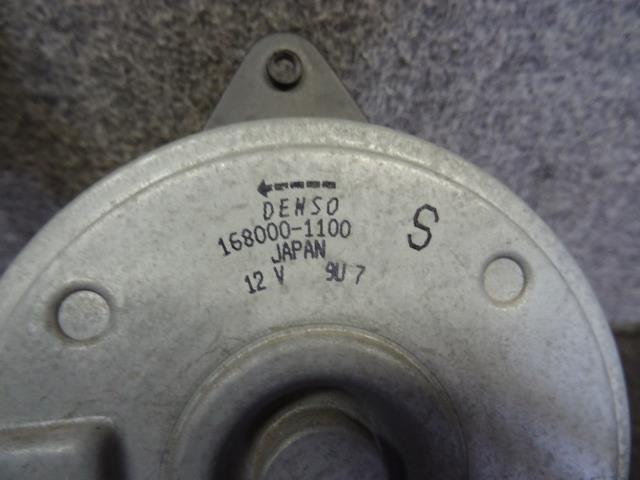 DENSO
168000-1100 S
JAPAN
12 V 9U 7